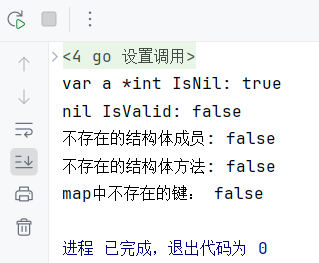 <4 go 设置调用>
var a *int IsNil: true
nil IsValid: false
不存在的结构体成员: false
不存在的结构体方法: false
map中不存在的键： false
进程 已完成，退出代码为 0